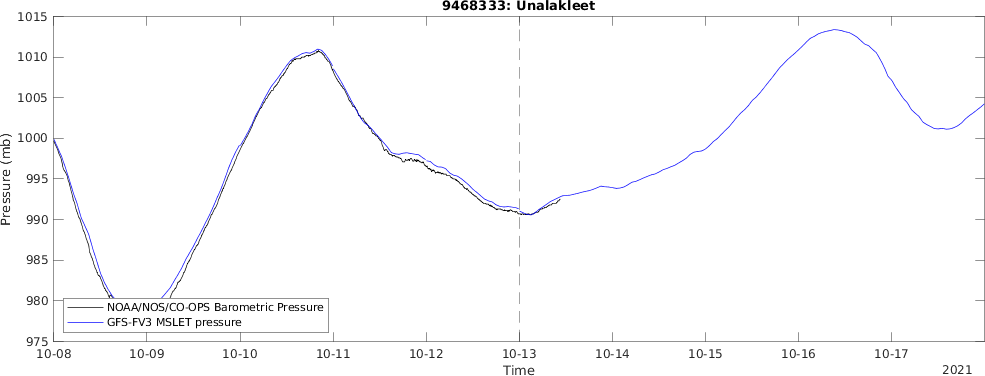 9468333: Unalakleet
1015
1010
1005
1000
995
990
985
980
975
Pressure (mb)
NOAA/NOS/CO-OPS Barometric Pressure
GFS-FV3 MSLET pressure
10-08 10-09 10-10 10-11 10-12 10-13 10-14 10-15 10-16 10-17
Time
2021